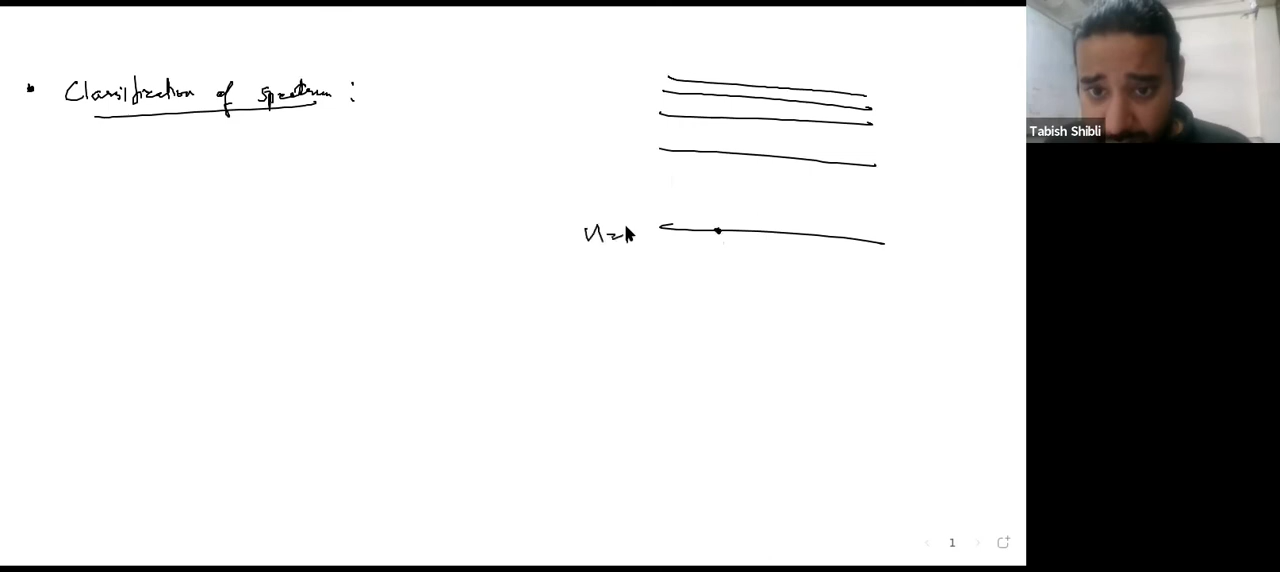 • Classification of Spectrum :
n=
Tabish Shibli
1